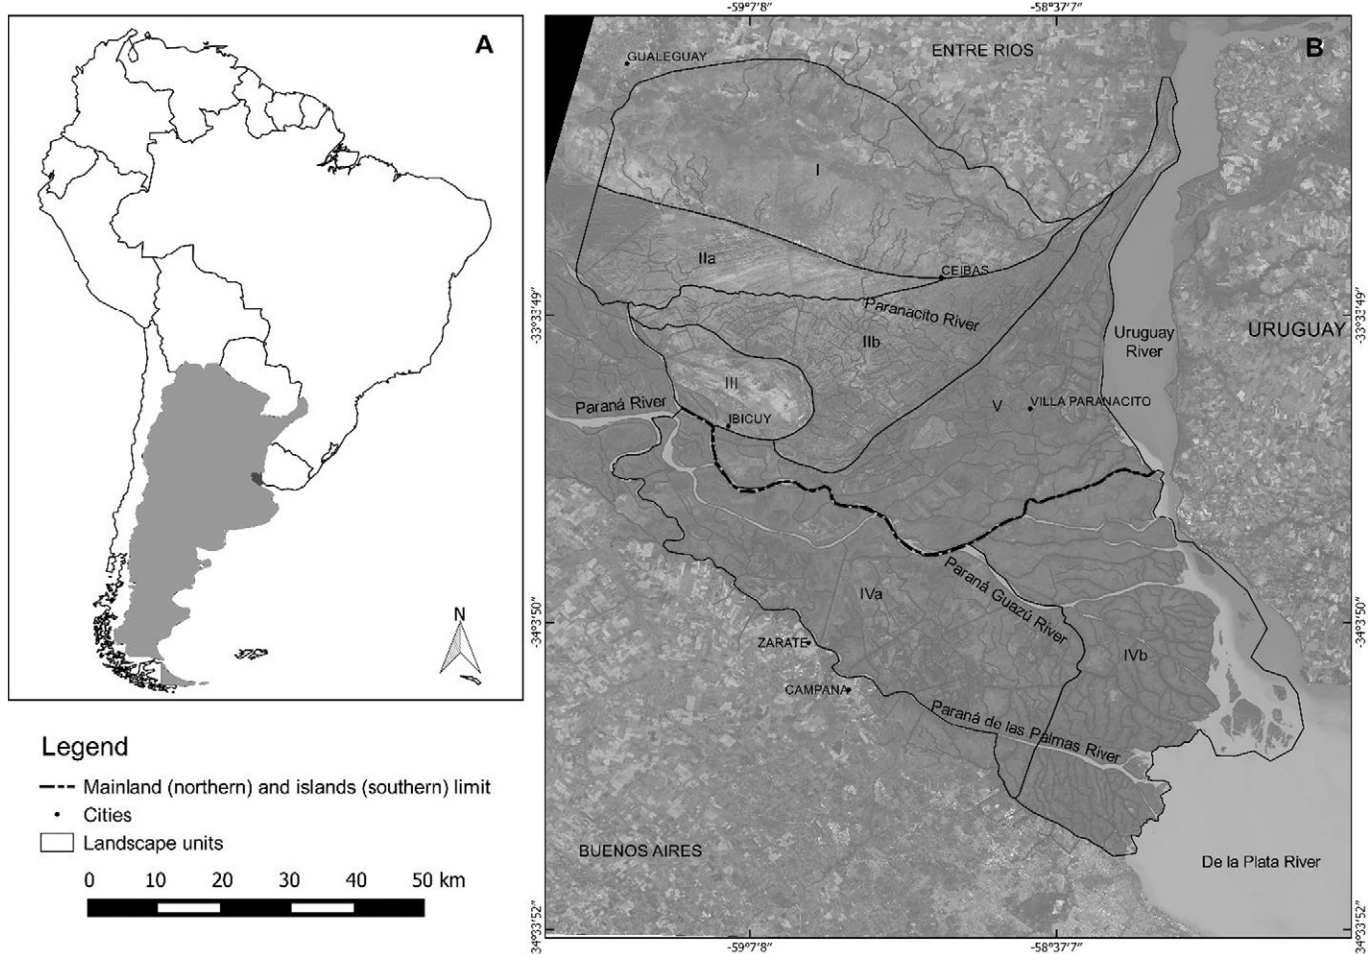 A
N
Legend
Mainland (northern) and islands (southern) limit
Cities
Landscape units
0 10 20 30 40 50 km
-59°7′8″ -58°37′7″
B
GUALEGUAY
ENTRE RIOS
I
IIa
CEIBAS
-33°33′49″
Paranacito River
-33°33′49″
IIb
Uruguay
River
URUGUAY
III
Paraná River
IBICUY
V
VILLA PARANACITO
-34°3′50″
IVa
Paraná Guazú River
-34°3′50″
ZARATE
IVb
CAMPANA
Paraná de las Palmas River
BUENOS AIRES
De la Plata River
34°33′52″
34°33′52″
-59°7′8″ -58°37′7″